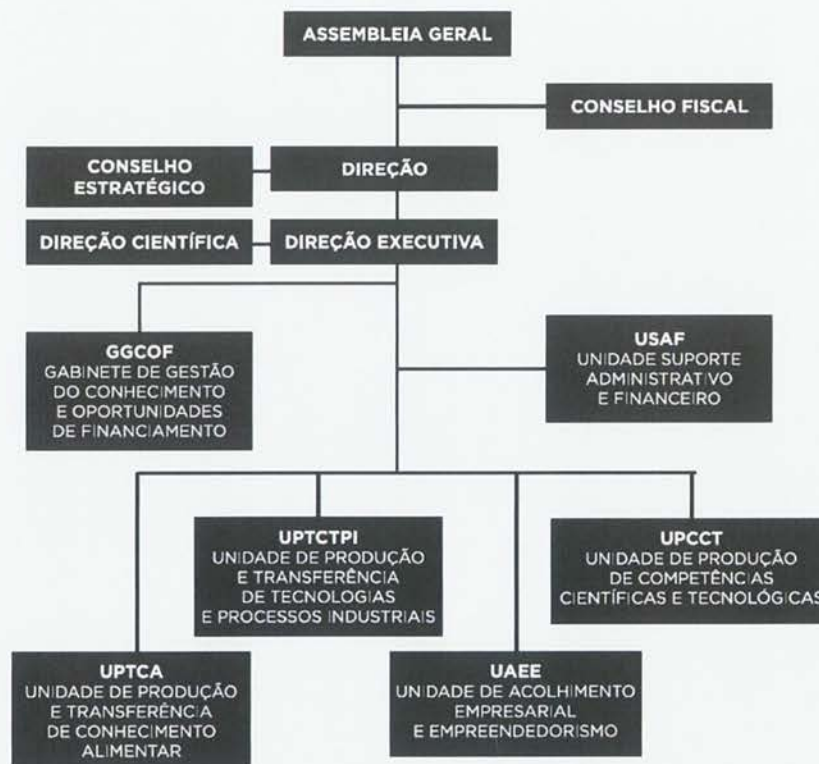 ASSEMBLEIA GERAL
CONSELHO FISCAL
CONSELHO
ESTRATÉGICO
DIREÇÃO
DIREÇÃO CIENTÍFICA
DIREÇÃO EXECUTIVA
GGCOF
GABINETE DE GESTÃO
DO CONHECIMENTO
E OPORTUNIDADES
DE FINANCIAMENTO
USAF
UNIDADE SUPORTE
ADMINISTRATIVO
E FINANCEIRO
UPTCTPI
UNIDADE DE PRODUÇÃO
E TRANSFERÊNCIA
DE TECNOLOGIAS
E PROCESSOS INDUSTRIAIS
UPCCT
UNIDADE DE PRODUÇÃO
DE COMPETÊNCIAS
CIENTÍFICAS E TECNOLÓGICAS
UPTCA
UNIDADE DE PRODUÇÃO
E TRANSFERÊNCIA
DE CONHECIMENTO
ALIMENTAR
UAEE
UNIDADE DE ACOLHIMENTO
EMPRESARIAL
E EMPREENDEDORISMO